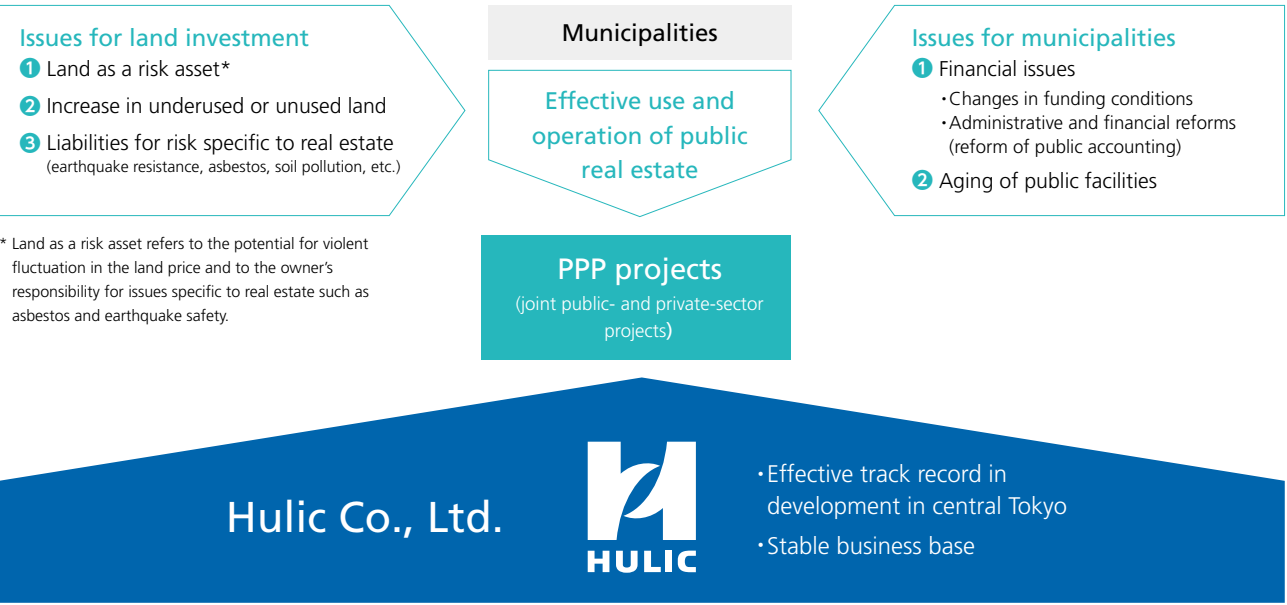 Issues for land investment
1 Land as a risk asset*
2 Increase in underused or unused land
3 Liabilities for risk specific to real estate
(earthquake resistance, asbestos, soil pollution, etc.)
* Land as a risk asset refers to the potential for violent
fluctuation in the land price and to the owner’s
responsibility for issues specific to real estate such as
asbestos and earthquake safety.
Municipalities
Effective use and
operation of public
real estate
Issues for municipalities
1 Financial issues
・Changes in funding conditions
・Administrative and financial reforms
(reform of public accounting)
2 Aging of public facilities
PPP projects
(joint public- and private-sector
projects)
Hulic Co., Ltd.
HULIC
・Effective track record in
development in central Tokyo
・Stable business base